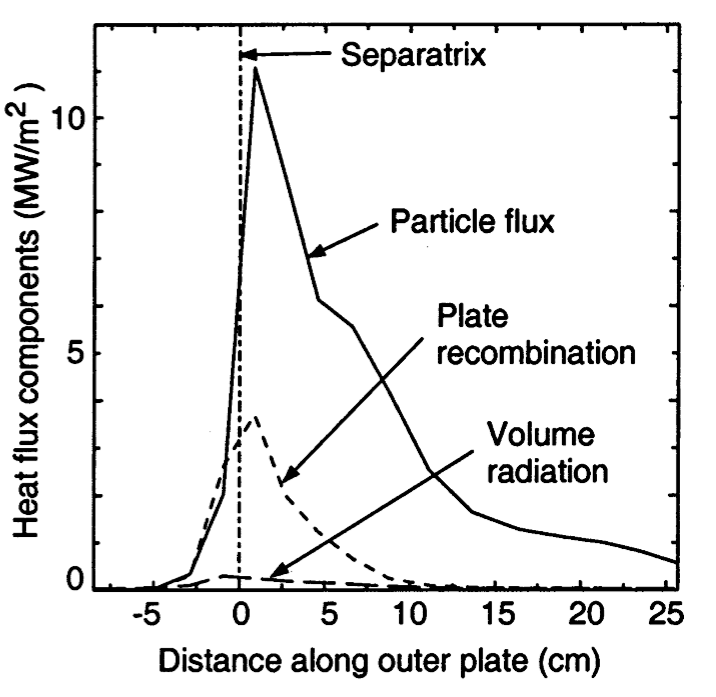 Separatrix
Heat flux components (MW/m²)
10
5
0
Particle flux
Plate
recombination
Volume
radiation
-5 0 5 10 15 20 25
Distance along outer plate (cm)